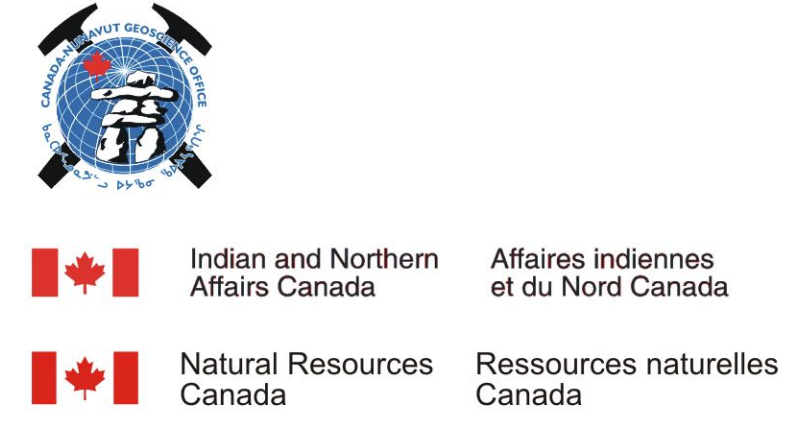 CANADA-NUNAVUT GEOSCIENCE OFFICE
Indian and Northern
Affairs Canada
Affaires indiennes
et du Nord Canada
Natural Resources
Canada
Ressources naturelles
Canada